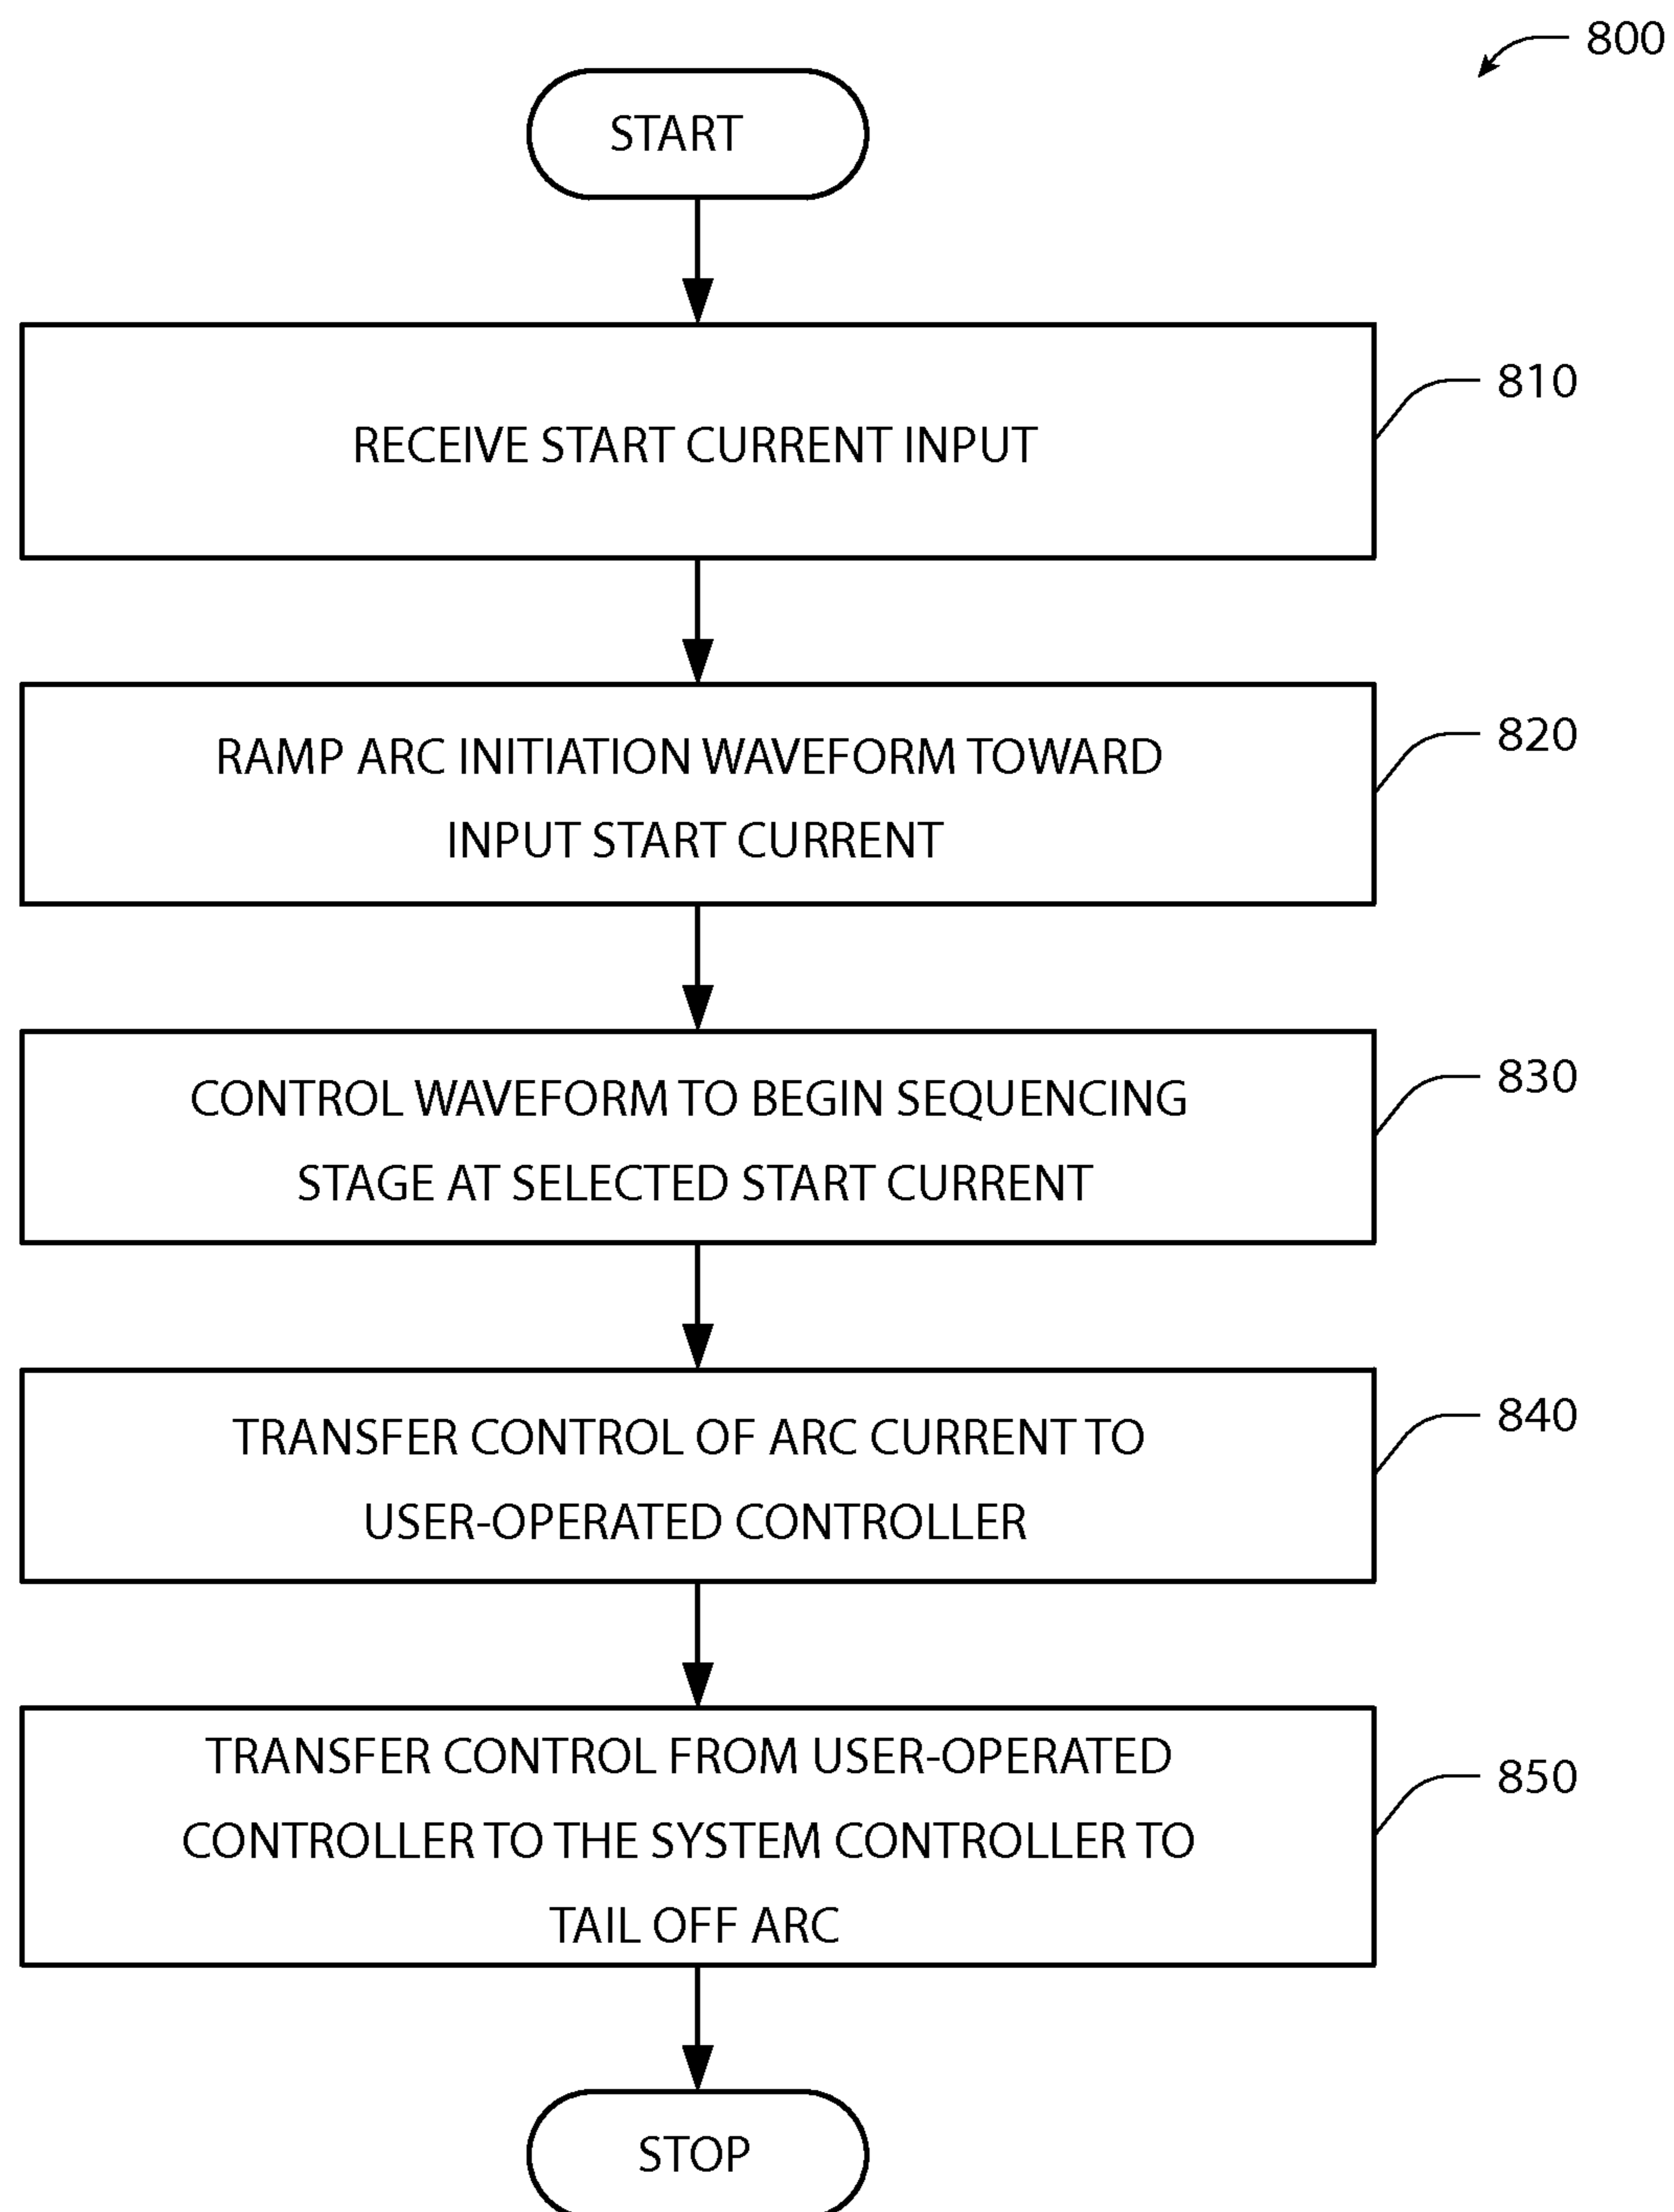 800
START
RECEIVE START CURRENT INPUT
810
RAMP ARC INITIATION WAVEFORM TOWARD
INPUT START CURRENT
820
CONTROL WAVEFORM TO BEGIN SEQUENCING
STAGE AT SELECTED START CURRENT
830
TRANSFER CONTROL OF ARC CURRENT TO
USER-OPERATED CONTROLLER
840
TRANSFER CONTROL FROM USER-OPERATED
CONTROLLER TO THE SYSTEM CONTROLLER TO
TAIL OFF ARC
850
STOP